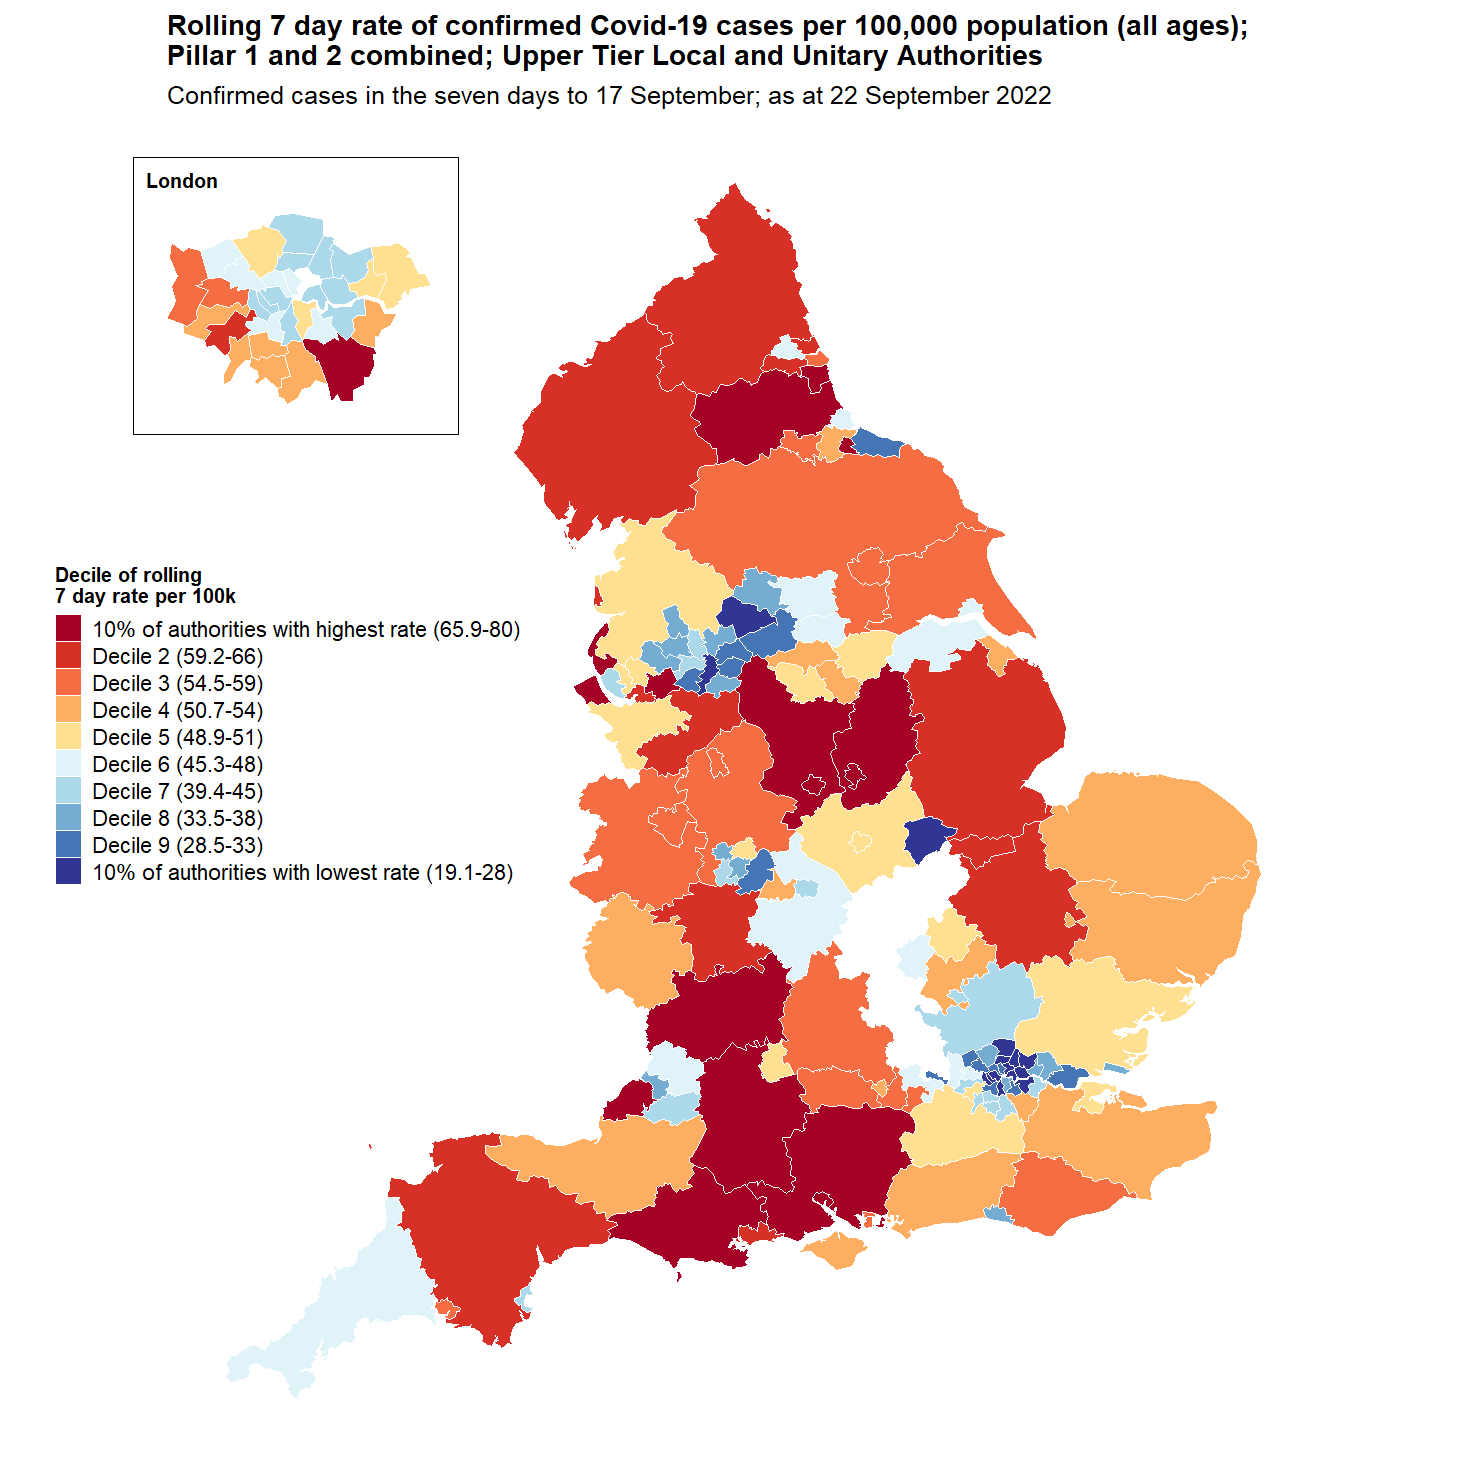 Rolling 7 day rate of confirmed Covid-19 cases per 100,000 population (all ages);
Pillar 1 and 2 combined; Upper Tier Local and Unitary Authorities
Confirmed cases in the seven days to 17 September; as at 22 September 2022
London
Decile of rolling
7 day rate per 100k
10% of authorities with highest rate (65.9-80)
Decile 2 (59.2-66)
Decile 3 (54.5-59)
Decile 4 (50.7-54)
Decile 5 (48.9-51)
Decile 6 (45.3-48)
Decile 7 (39.4-45)
Decile 8 (33.5-38)
Decile 9 (28.5-33)
10% of authorities with lowest rate (19.1-28)